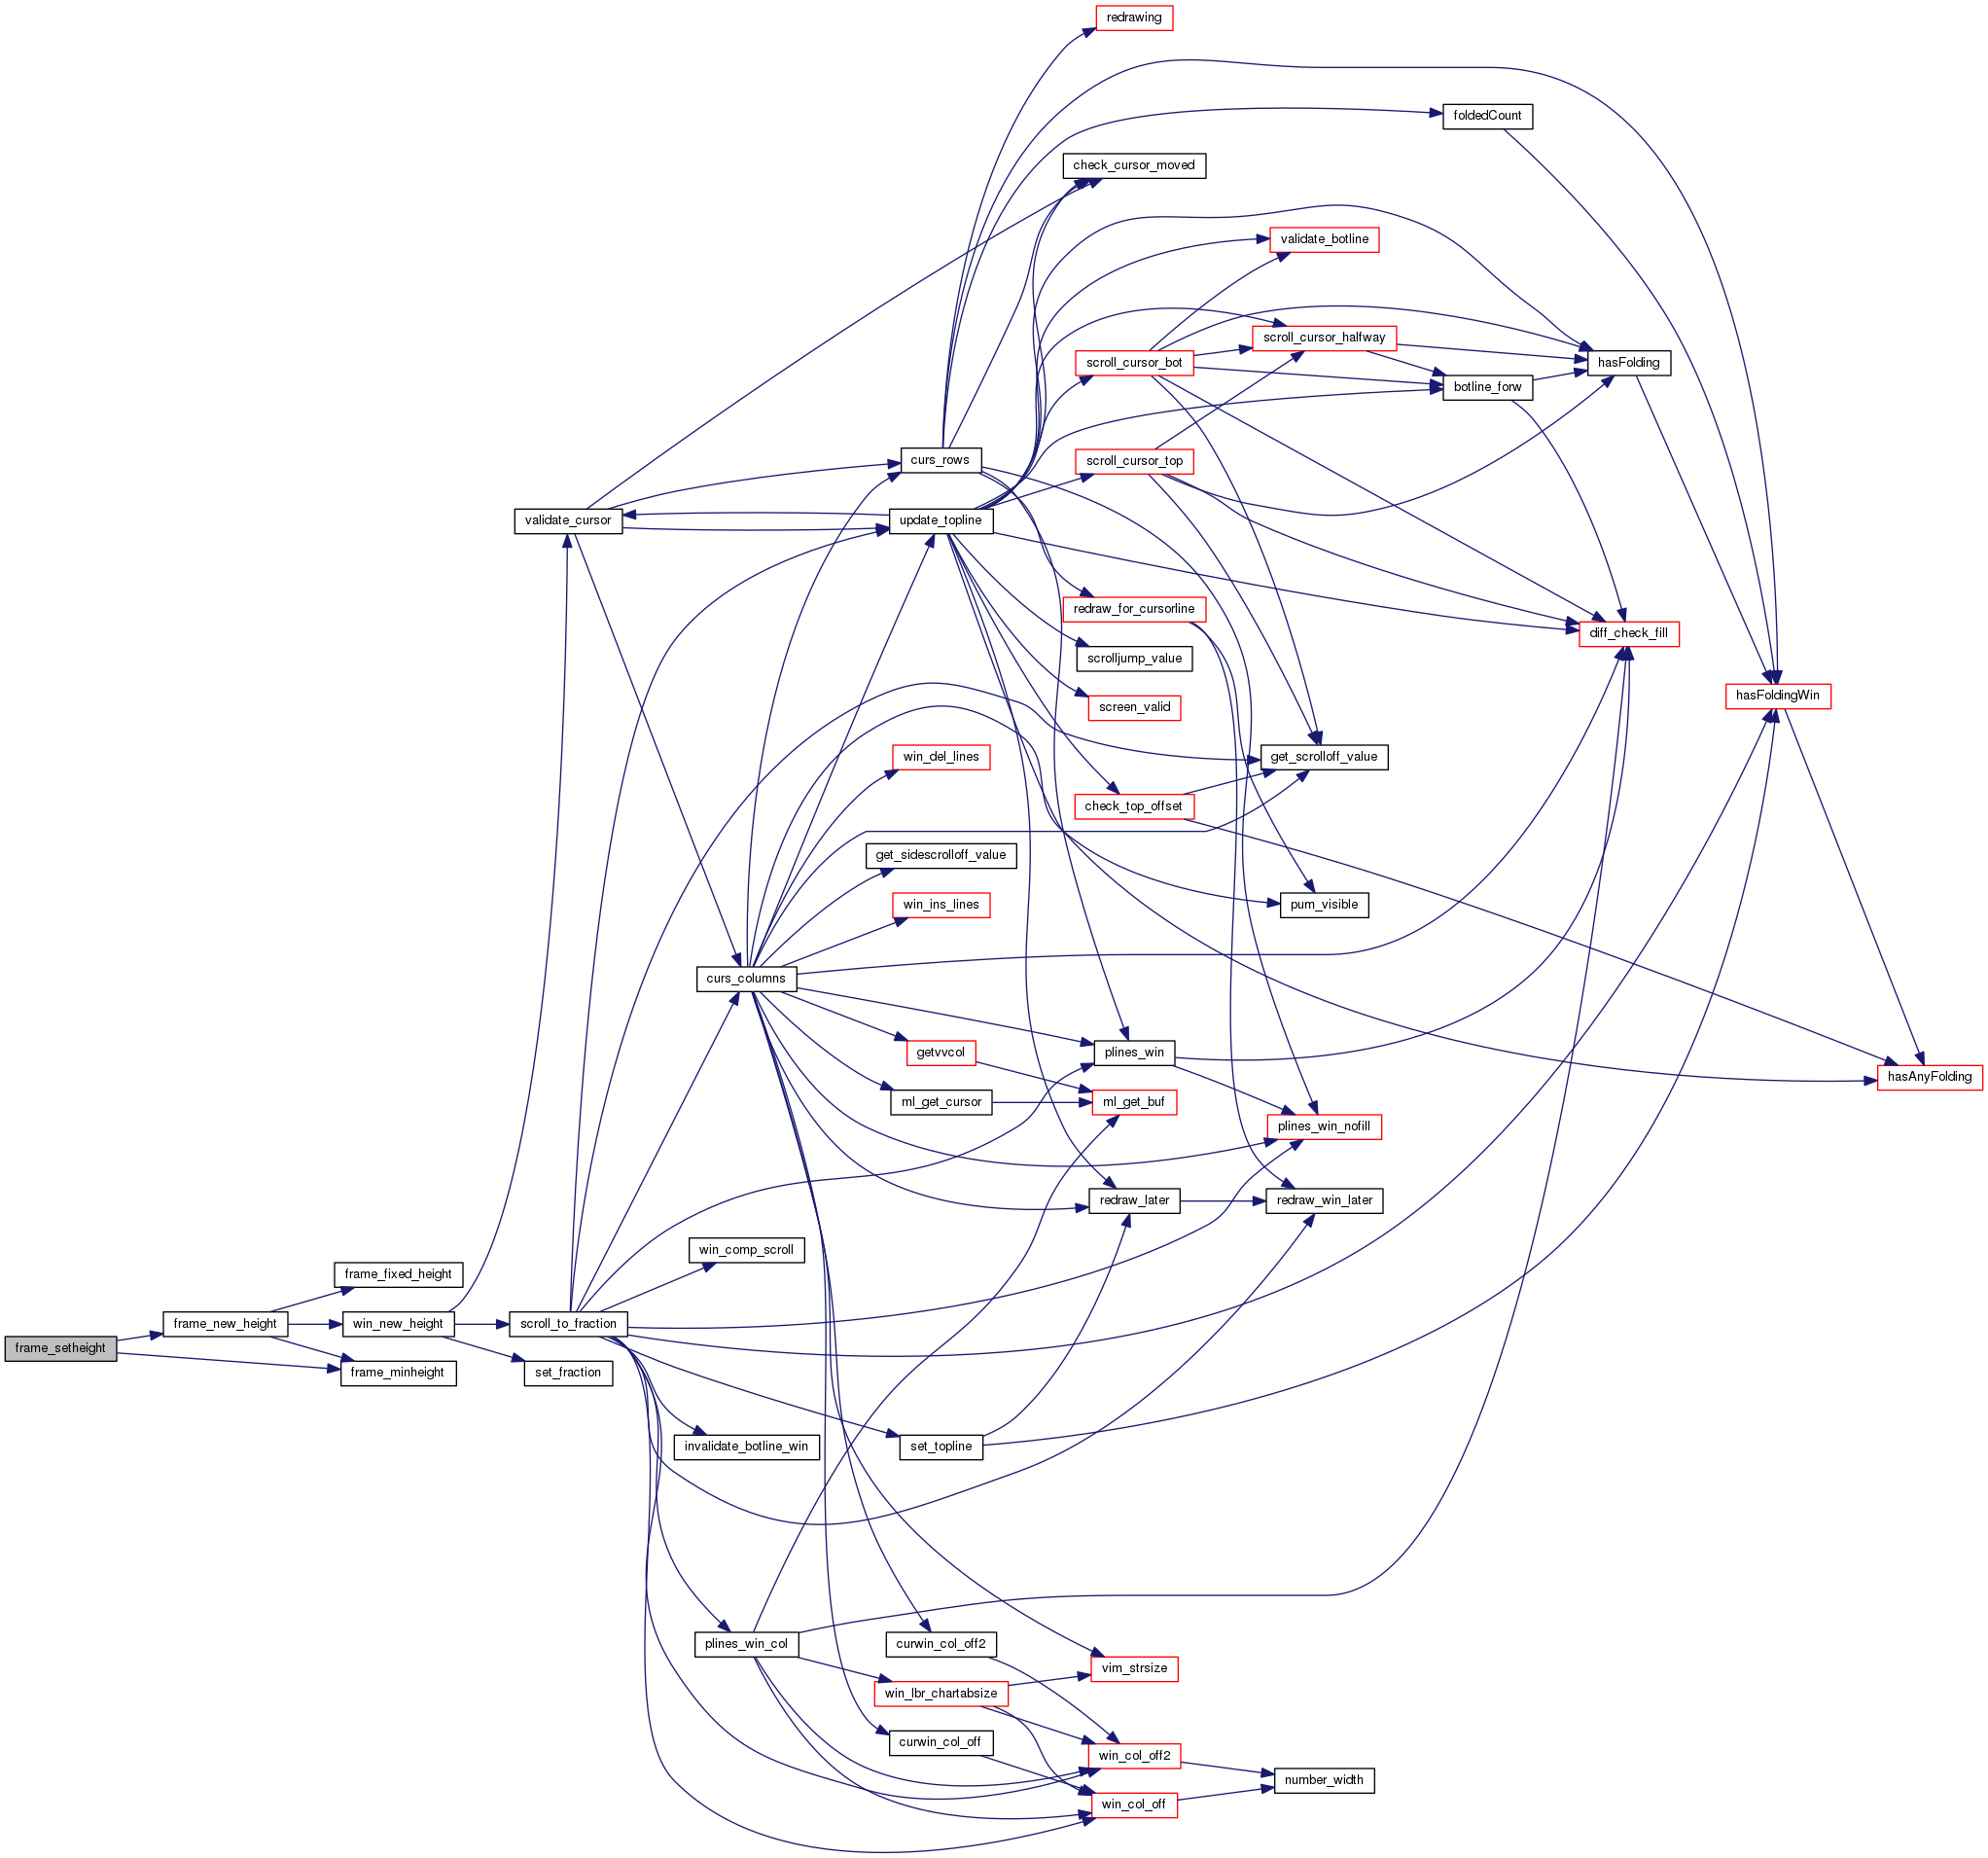 redrawing
foldedCount
check_cursor_moved
validate_botline
scroll_cursor_halfway
hasFolding
scroll_cursor_bot
botline_forw
curs_rows
scroll_cursor_top
validate_cursor
update_topline
redraw_for_cursorline
diff_check_fill
scrolljump_value
hasFoldingWin
screen_valid
win_del_lines
get_scrolloff_value
check_top_offset
get_sidescrolloff_value
win_ins_lines
pum_visible
curs_columns
getvvcol
plines_win
hasAnyFolding
ml_get_cursor
ml_get_buf
plines_win_nofill
redraw_later
redraw_win_later
win_comp_scroll
frame_fixed_height
frame_new_height
win_new_height
scroll_to_fraction
frame_setheight
frame_minheight
set_fraction
invalidate_botline_win
set_topline
plines_win_col
curwin_col_off2
vim_strsize
win_lbr_chartabsize
curwin_col_off
win_col_off2
number_width
win_col_off